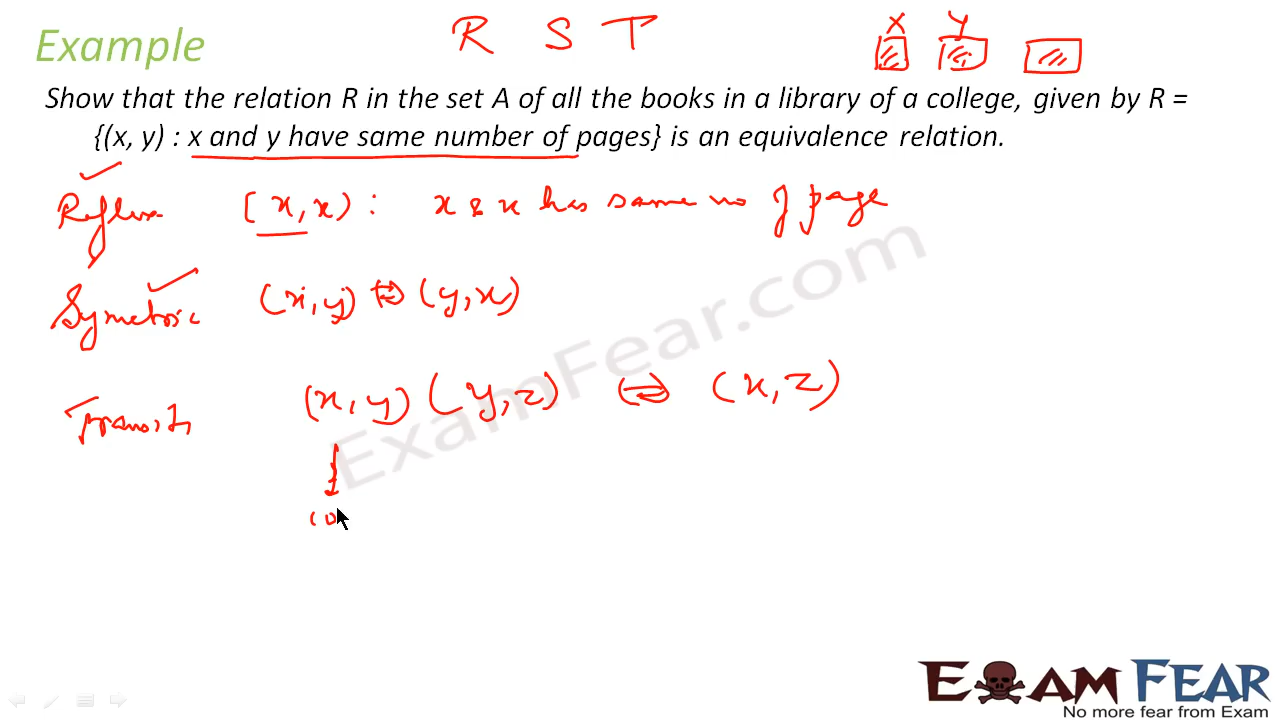 Example
R S T
X Y
Show that the relation R in the set A of all the books in a library of a college, given by R =
{(x, y) : x and y have same number of pages} is an equivalence relation.
[x,x) : x & x has same no of page
Symetric (x,y) ⇄ (y,x)
(x,y) (y,z) ⇄ (x,z)
(0
ExamFear.com
EXAM FEAR
No more fear from Exam